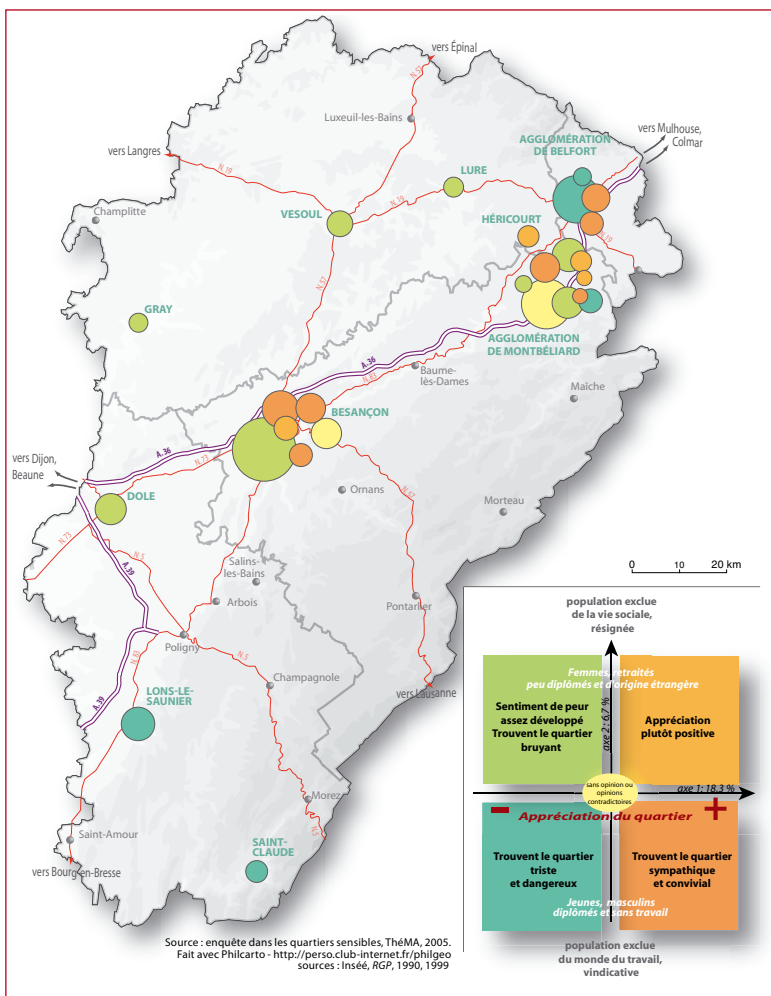 vers Épinal
N.57
Luxeuil-les-Bains
vers Langres
N.19
AGGLOMÉRATION
DE BELFORT
vers Mulhouse,
Colmar
LURE
N.19
Champlitte
VESOUL
HÉRICOURT
N.19
N.57
GRAY
AGGLOMÉRATION
DE MONTBÉLIARD
A.36
N.83
Baume-
lès-Dames
Maîche
BESANÇON
A.36
N.73
vers Dijon,
Beaune
DOLE
Ornans
N.67
Morteau
N.73
N.5
A.39
Salins-
les-Bains
Arbois
Pontarlier
0 10 20 km
Poligny
N.5
N.83
A.39
Champagnole
vers Lausanne
LONS-LE-
SAUNIER
Morez
N.5
Saint-Amour
SAINT-
CLAUDE
vers Bourg-en-Bresse
population exclue
de la vie sociale,
résignée
Femmes, retraités
peu diplômés et d'origine étrangère
Sentiment de peur
assez développé
Trouvent le quartier
bruyant
axe 2 : 6,7 %
Appréciation
plutôt positive
sans opinion ou
opinions
contradictoires
axe 1: 18.3 %
– Appréciation du quartier +
Trouvent le quartier
triste
et dangereux
Trouvent le quartier
sympathique
et convivial
Jeunes, masculins
diplômés et sans travail
population exclue
du monde du travail,
vindicative
Source : enquête dans les quartiers sensibles, ThéMA, 2005.
Fait avec Philcarto - http://perso.club-internet.fr/philgeo
sources : Inséé, RGP, 1990, 1999